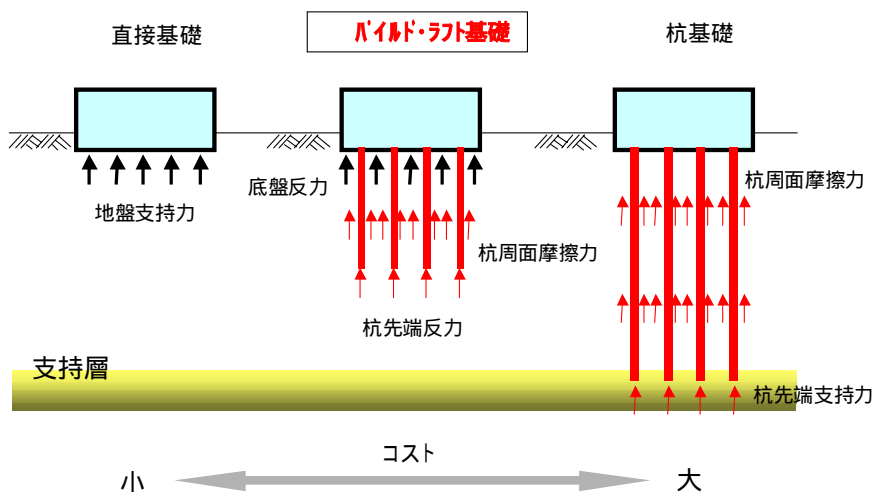 直接基礎
ﾊﾟｲﾙﾄﾞ・ﾗﾌﾄ基礎
杭基礎
底盤反力
杭周面摩擦力
地盤支持力
杭周面摩擦力
杭先端反力
支持層
杭先端支持力
コスト
小
大